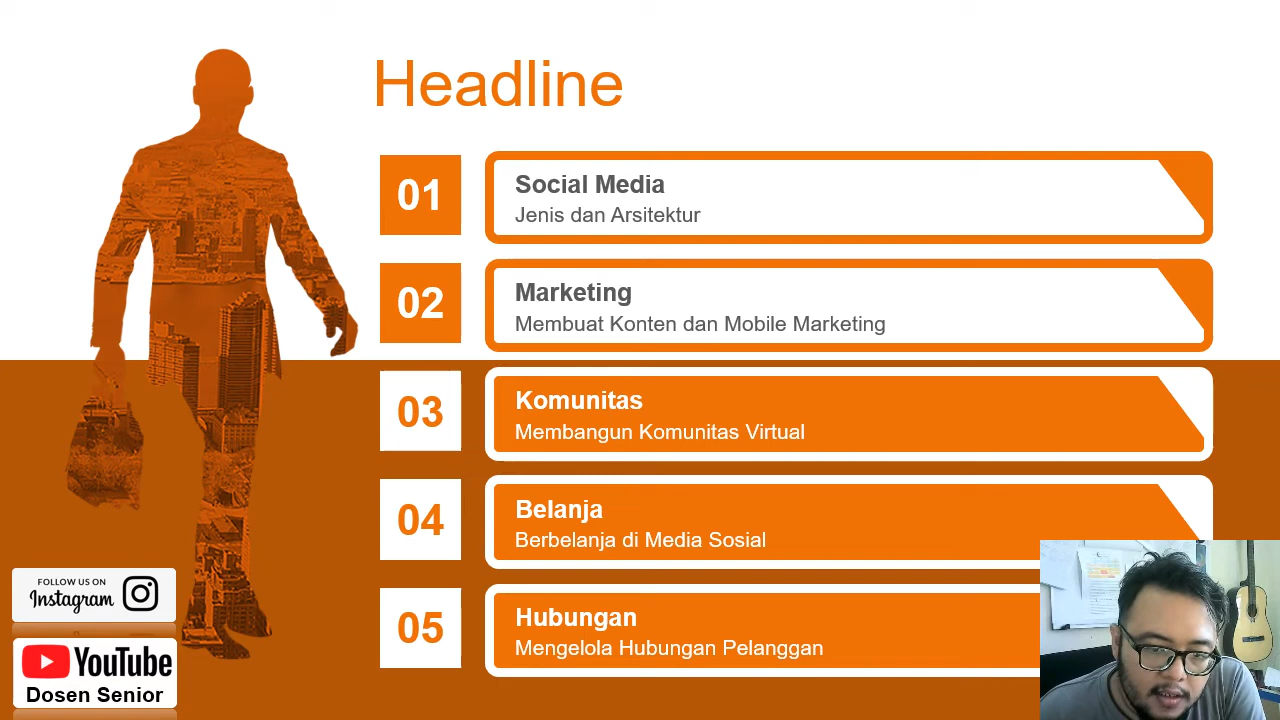 Headline
01
Social Media
Jenis dan Arsitektur
02
Marketing
Membuat Konten dan Mobile Marketing
03
Komunitas
Membangun Komunitas Virtual
04
Belanja
Berbelanja di Media Sosial
05
Hubungan
Mengelola Hubungan Pelanggan
FOLLOW US ON
Instagram
YouTube
Dosen Senior